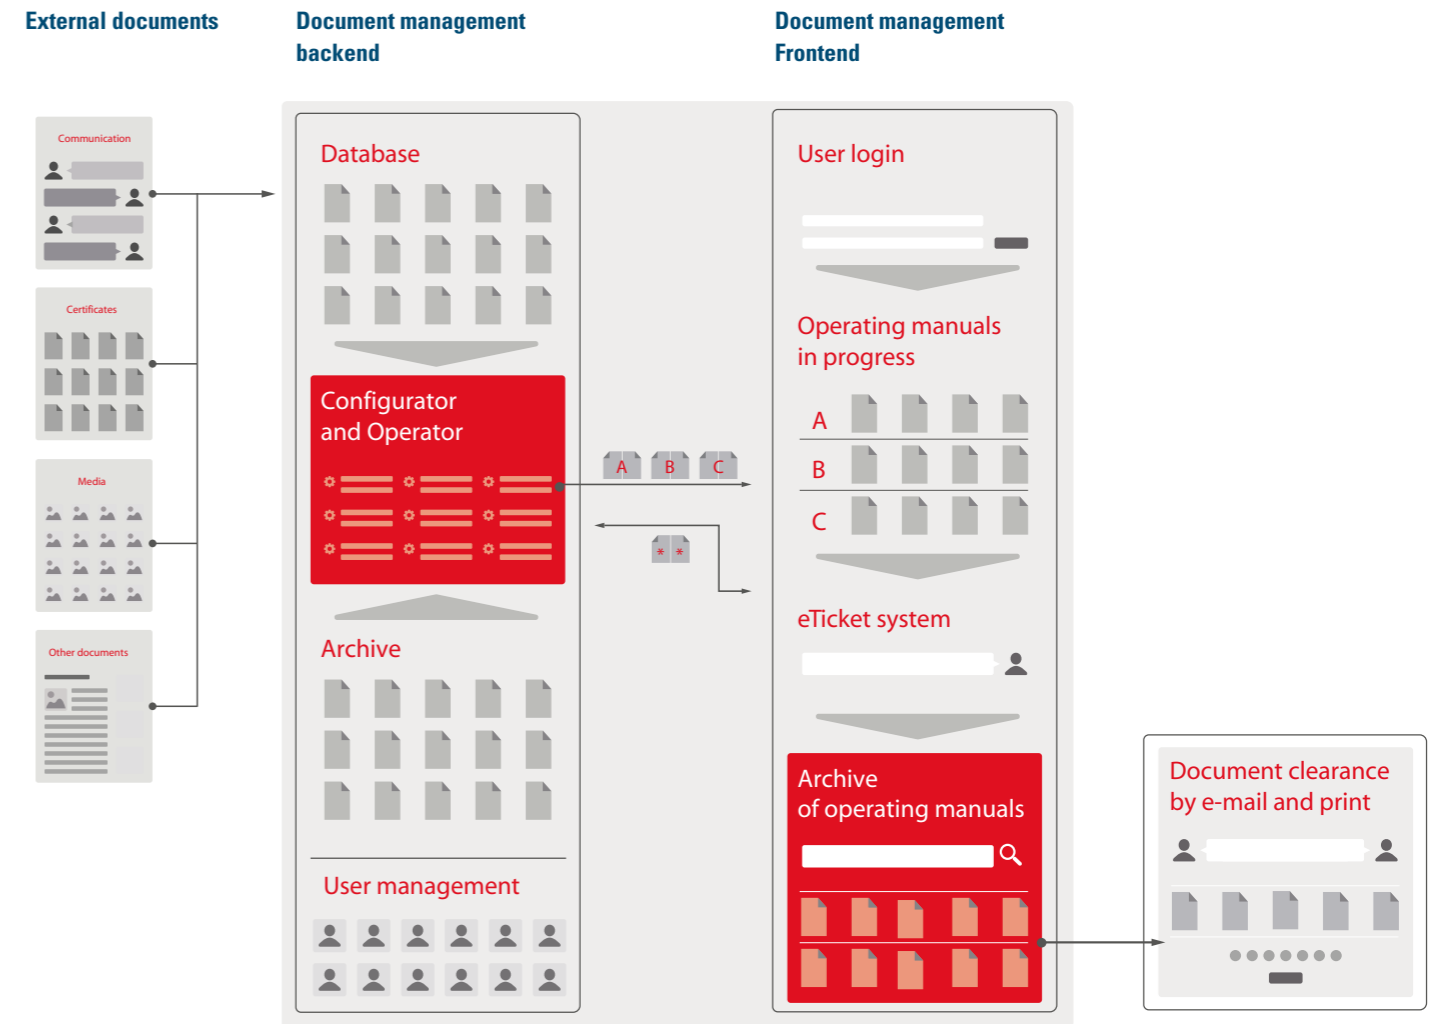 External documents
Document management
backend
Document management
Frontend
Communication
Certificates
Media
Other documents
Database
Configurator
and Operator
Archive
User management
A B C
* *
User login
Operating manuals
in progress
A
B
C
eTicket system
Archive
of operating manuals
Document clearance
by e-mail and print